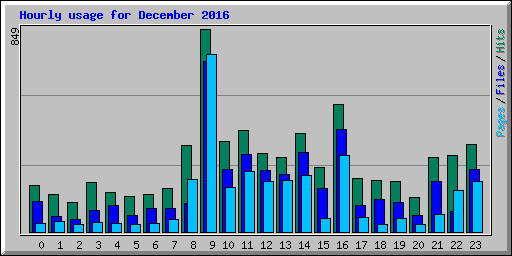 Hourly usage for December 2016
849
Pages/Files/Hits
0 1 2 3 4 5 6 7 8 9 10 11 12 13 14 15 16 17 18 19 20 21 22 23